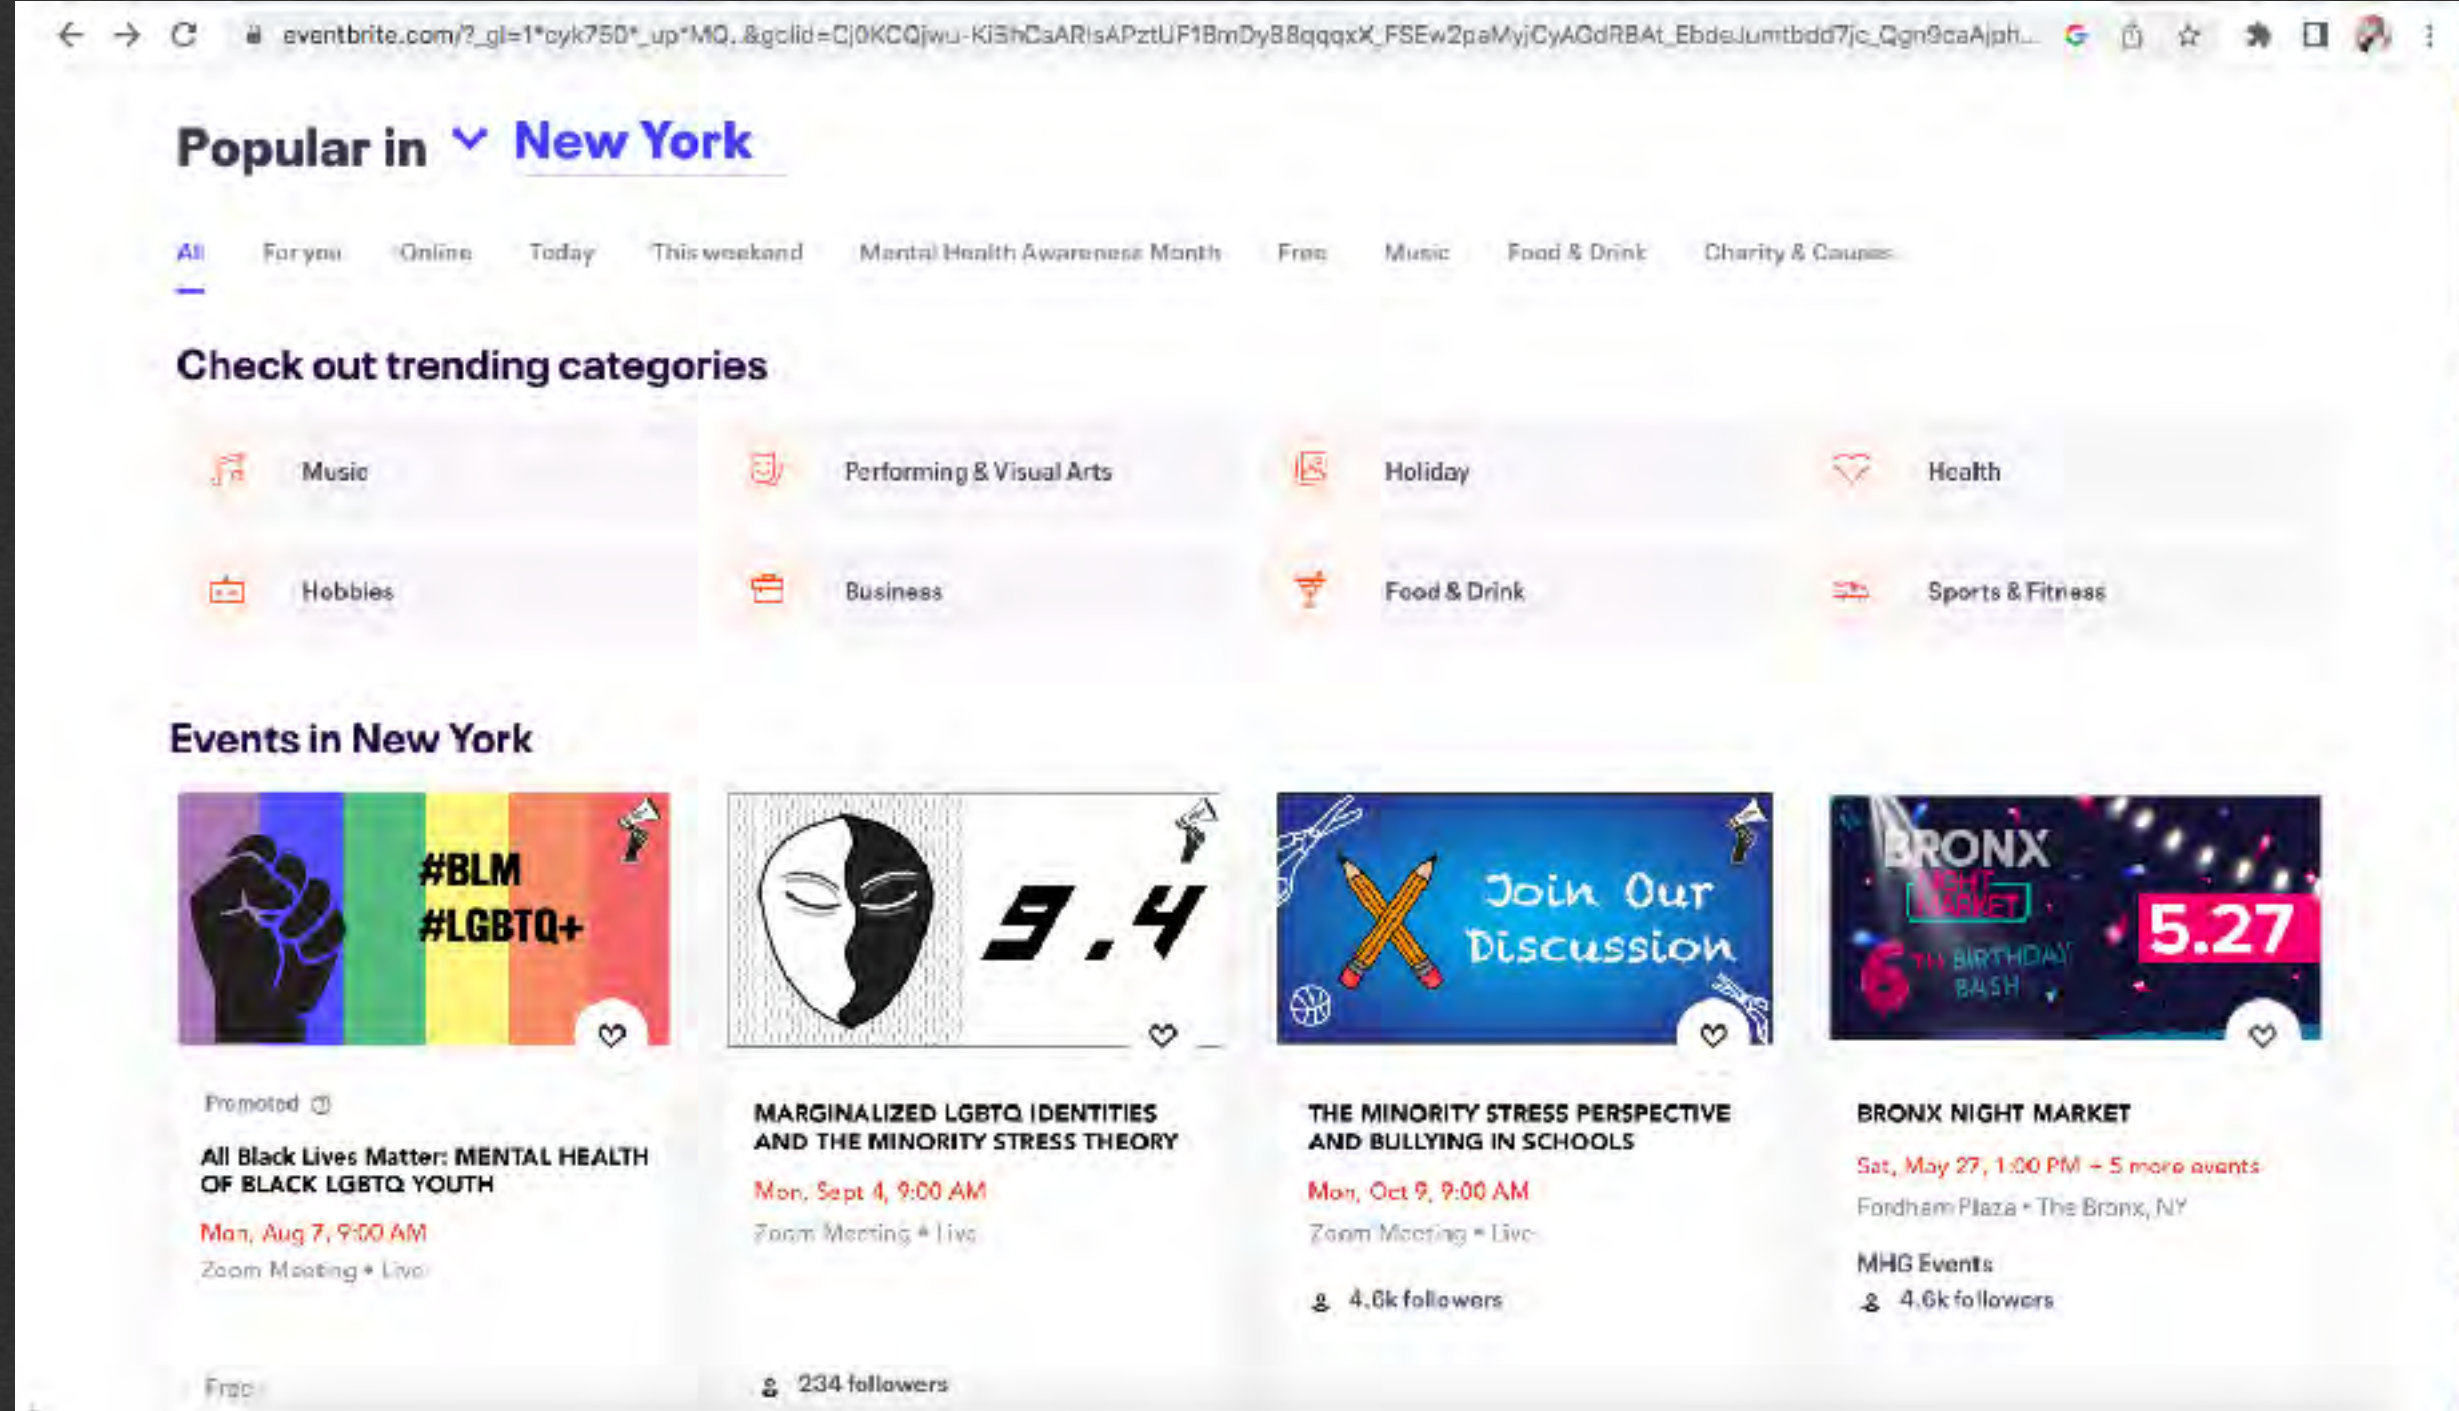 Popular in New York
All For you Online Today This weekend Mental Health Awareness Month Free Music Food & Drink Charity & Causes
Check out trending categories
Music Performing & Visual Arts Holiday Health
Hobbies Business Food & Drink Sports & Fitness
Events in New York
#BLM
#LGBTQ+
Promoted
All Black Lives Matter: MENTAL HEALTH
OF BLACK LGBTQ YOUTH
Mon, Aug 7, 9:00 AM
Zoom Meeting • Live
Free
9.4
MARGINALIZED LGBTQ IDENTITIES
AND THE MINORITY STRESS THEORY
Mon, Sept 4, 9:00 AM
Zoom Meeting • Live
234 followers
Join Our
Discussion
THE MINORITY STRESS PERSPECTIVE
AND BULLYING IN SCHOOLS
Mon, Oct 9, 9:00 AM
Zoom Meeting • Live
4.6k followers
BRONX
NIGHT
MARKET
6TH BIRTHDAY
BASH
5.27
BRONX NIGHT MARKET
Sat, May 27, 1:00 PM + 5 more events
Fordham Plaza • The Bronx, NY
MHG Events
4.6k followers